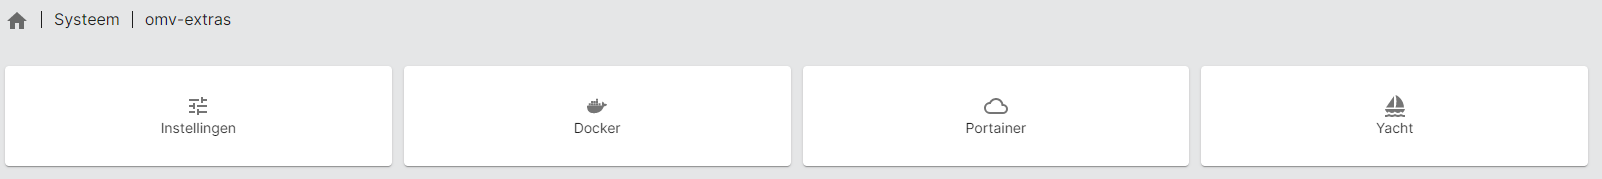 Systeem | omv-extras
Instellingen
Docker
Portainer
Yacht